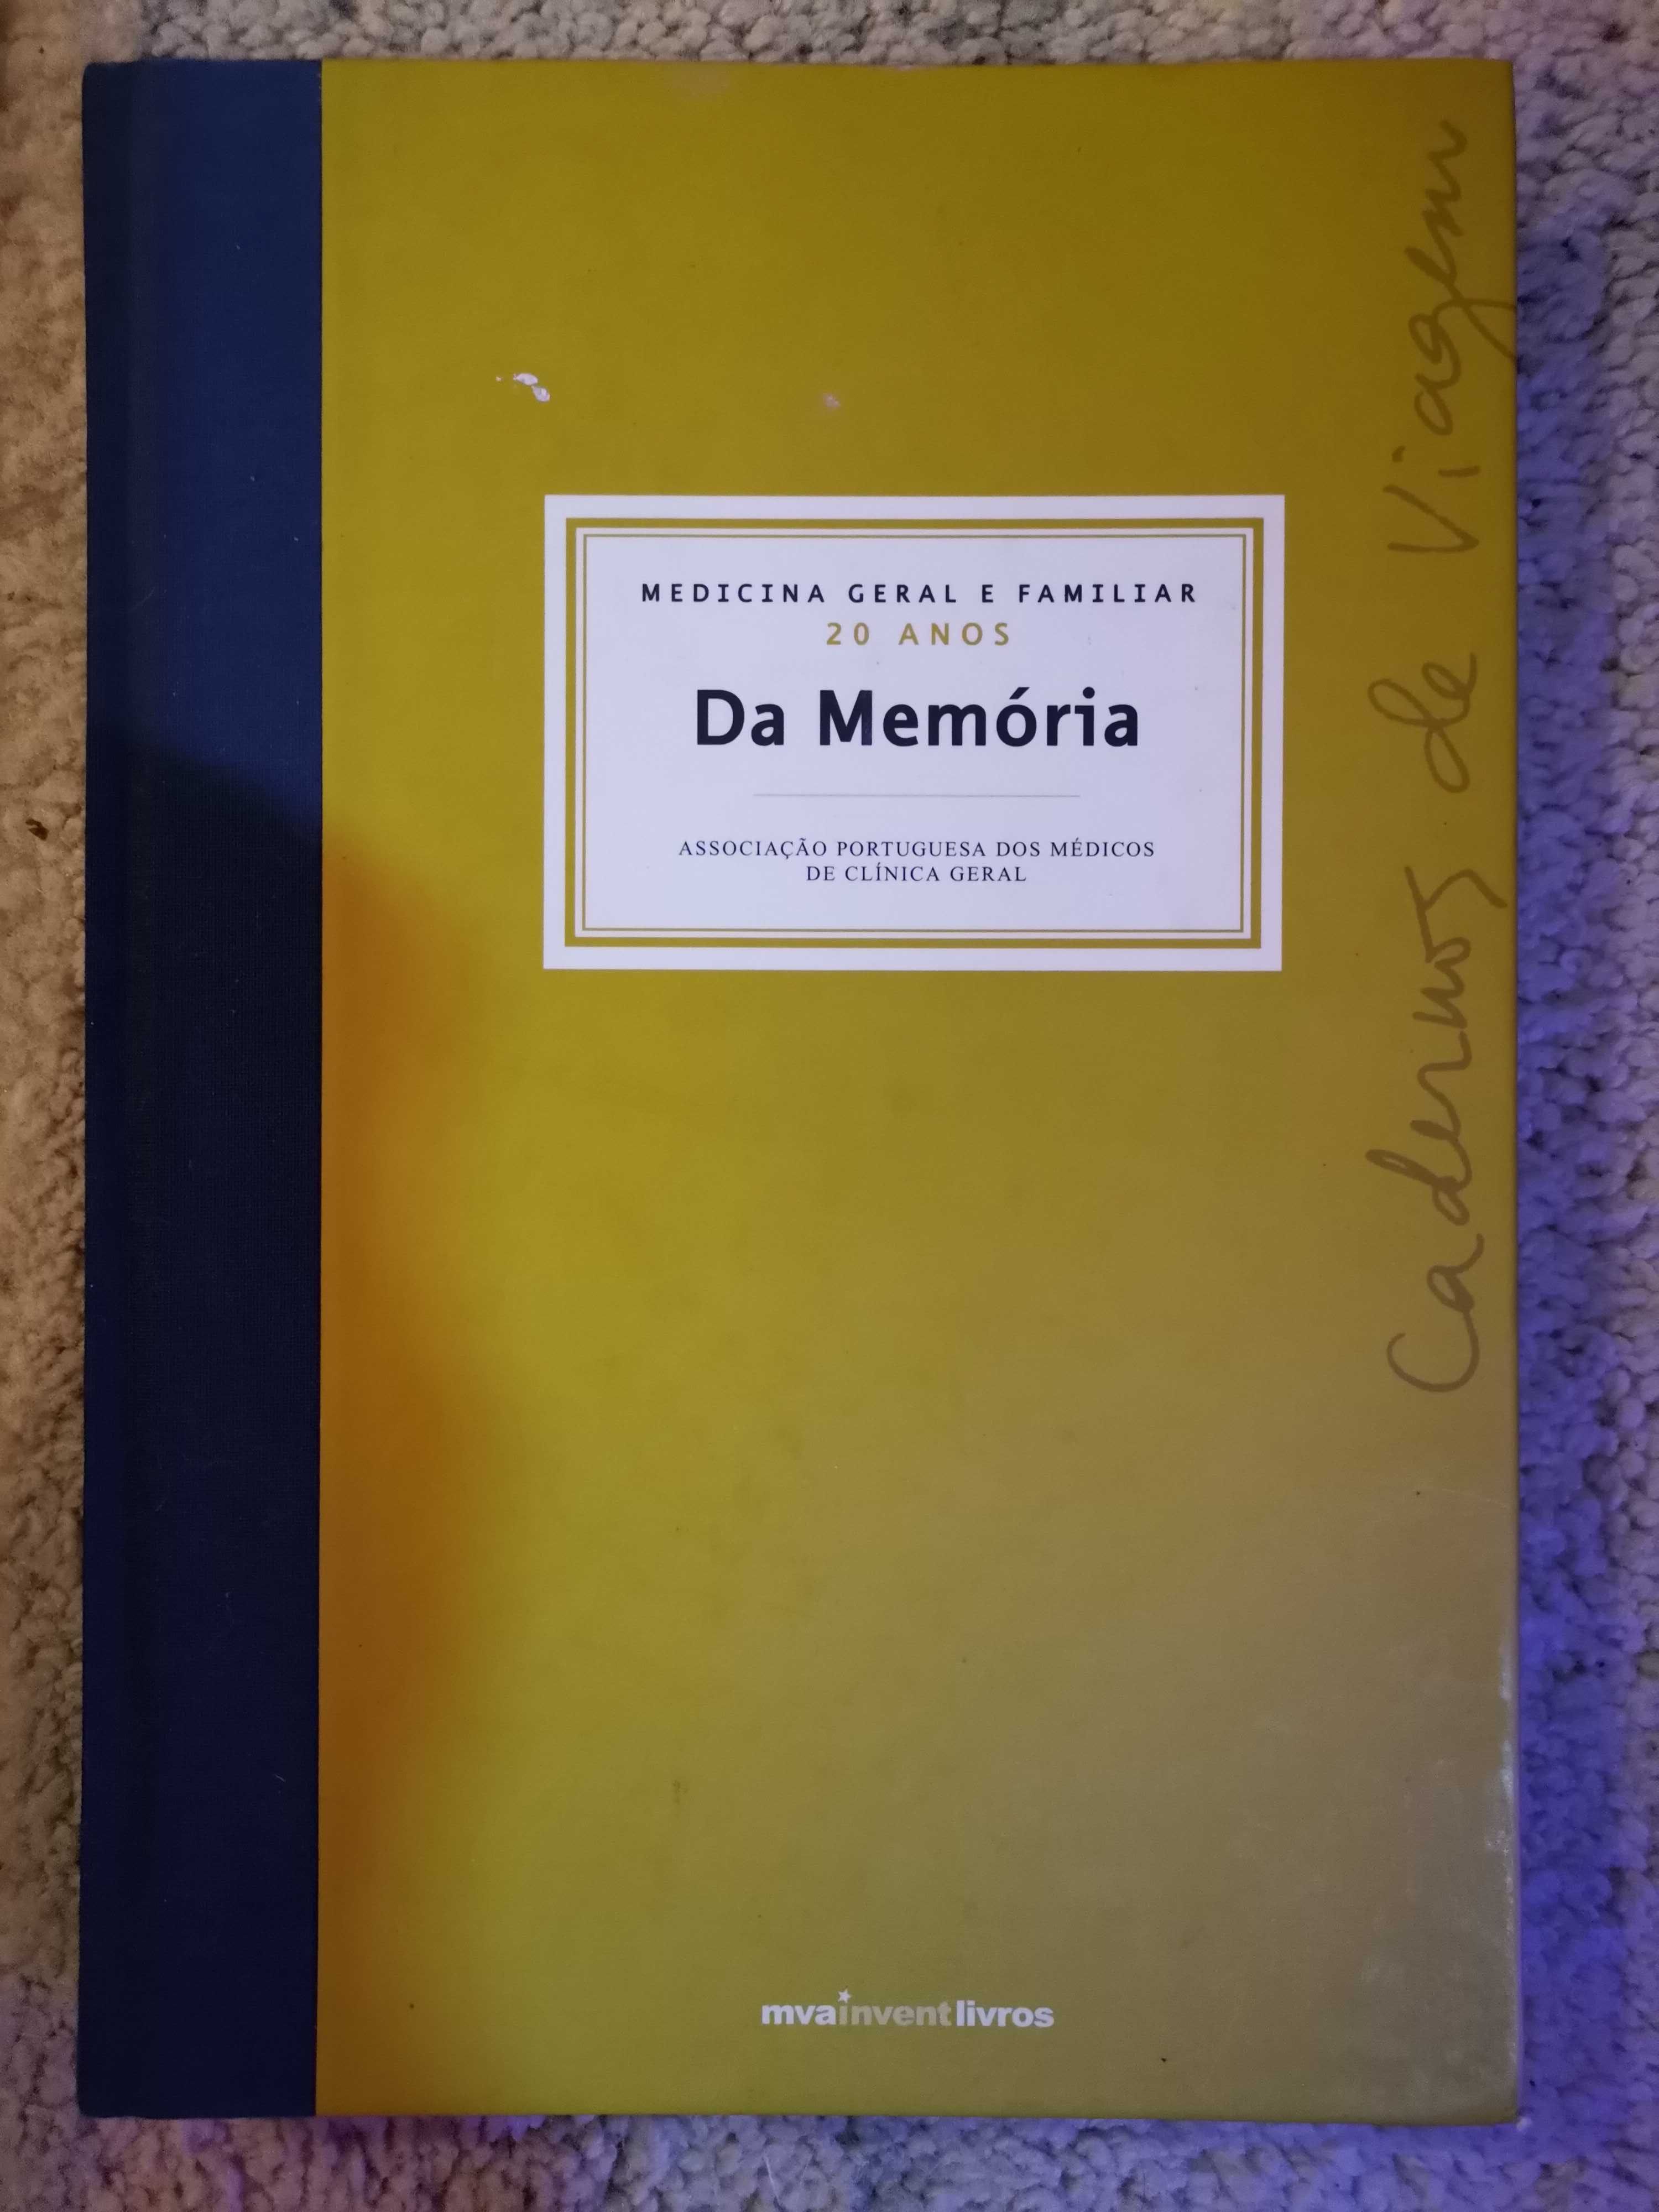 MEDICINA GERAL E FAMILIAR
20 ANOS
Da Memória
ASSOCIAÇÃO PORTUGUESA DOS MÉDICOS
DE CLÍNICA GERAL
Cadernos de Viagem
mvainventlivros